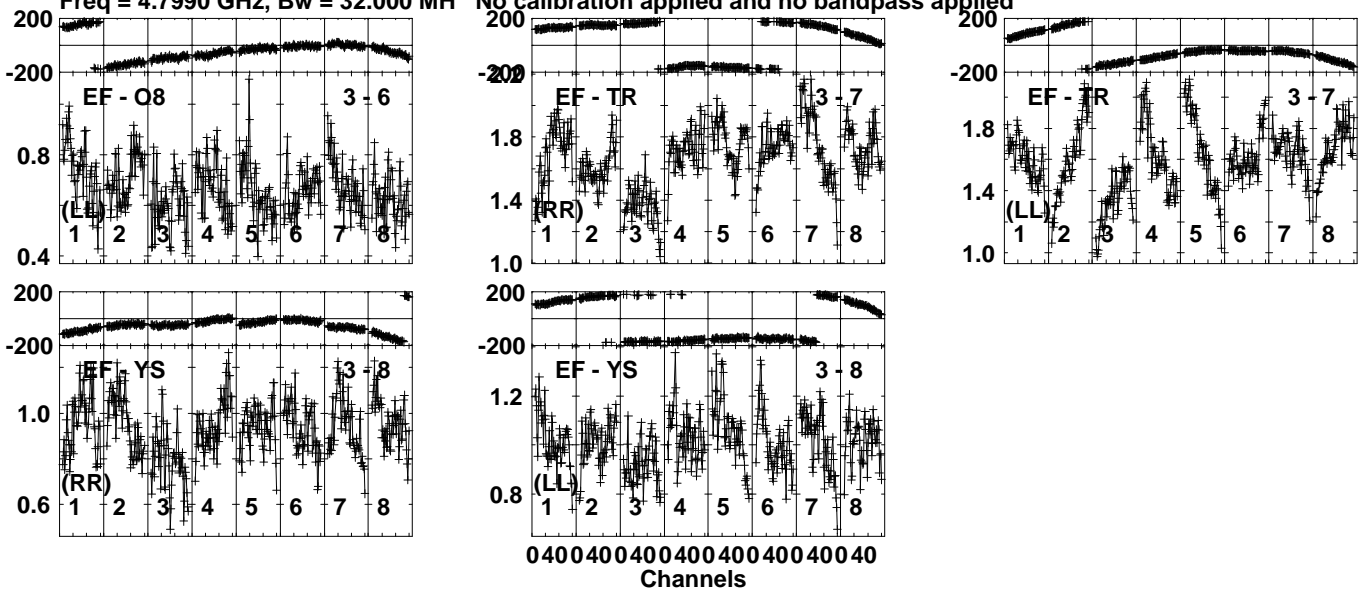 Freq = 4.7990 GHz, Bw = 32.000 MH No calibration applied and no bandpass applied
200
-200
EF - O8 3 - 6
0.8
(LL)
1 2 3 4 5 6 7 8
0.4
200
-200
2.2
EF - TR 3 - 7
1.8
1.4
(RR)
1 2 3 4 5 6 7 8
1.0
200
-200
EF - TR 3 - 7
1.8
1.4
(LL)
1 2 3 4 5 6 7 8
1.0
200
-200
EF - YS 3 - 8
1.0
(RR)
0.6
1 2 3 4 5 6 7 8
200
-200
EF - YS 3 - 8
1.2
(LL)
0.8
1 2 3 4 5 6 7 8
0 40 0 40 0 40 0 40 0 40 0 40 0 40 0 40
Channels